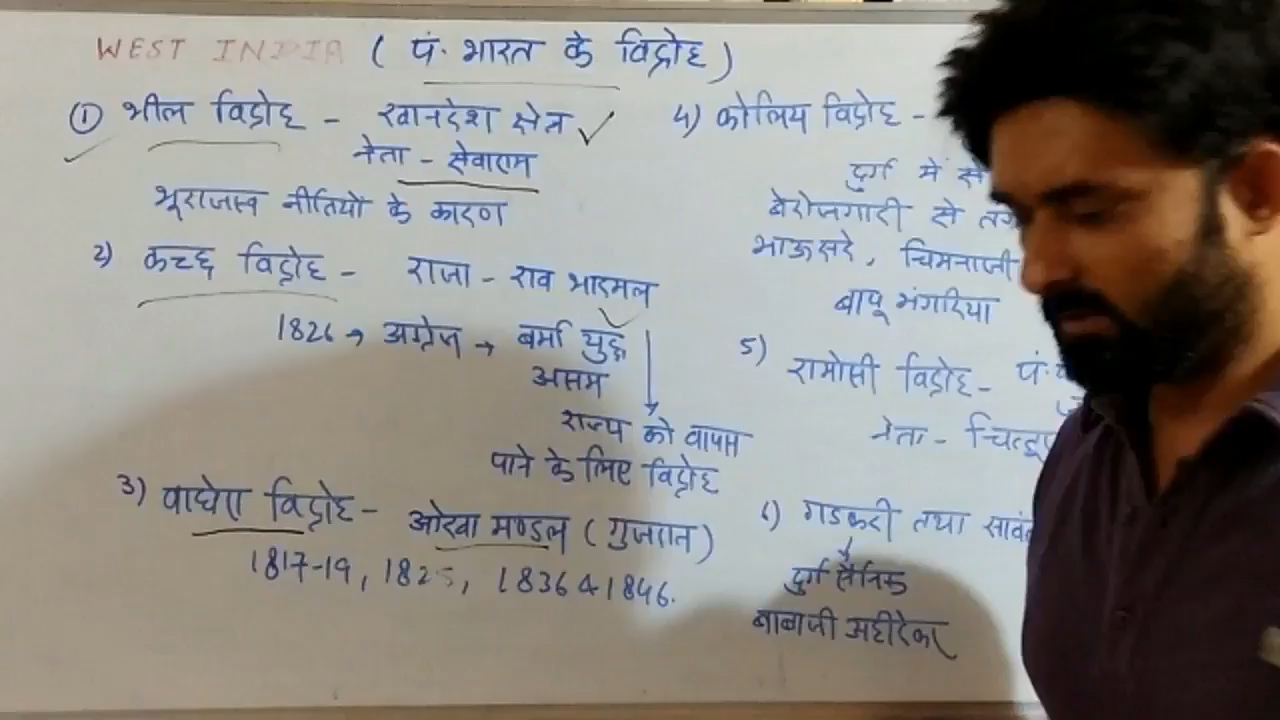 WEST INDIA ( पं. भारत के विद्रोह )
① भील विद्रोह - खानदेश क्षेत्र ✓
नेता - सेवाराम
भूराजस्व नीतियों के कारण
2) कच्छ विद्रोह - राजा - राव भारमल
1826 → अंग्रेज → बर्मा युद्ध
असम
राज्य को वापस
पाने के लिए विद्रोह
3) वाघेरा विद्रोह - ओखा मण्डल ( गुजरात )
1817-19, 1825, 1836 & 1846.
4) कोलिय विद्रोह -
दुर्ग में से
बेरोजगारी से
भाऊसरे, चिमनाजी
बापू भंगरिया
5) रामोसी विद्रोह - पं.
नेता -
6) गडकरी तथा
दुर्ग सैनिक
बाबाजी अहीरेकर